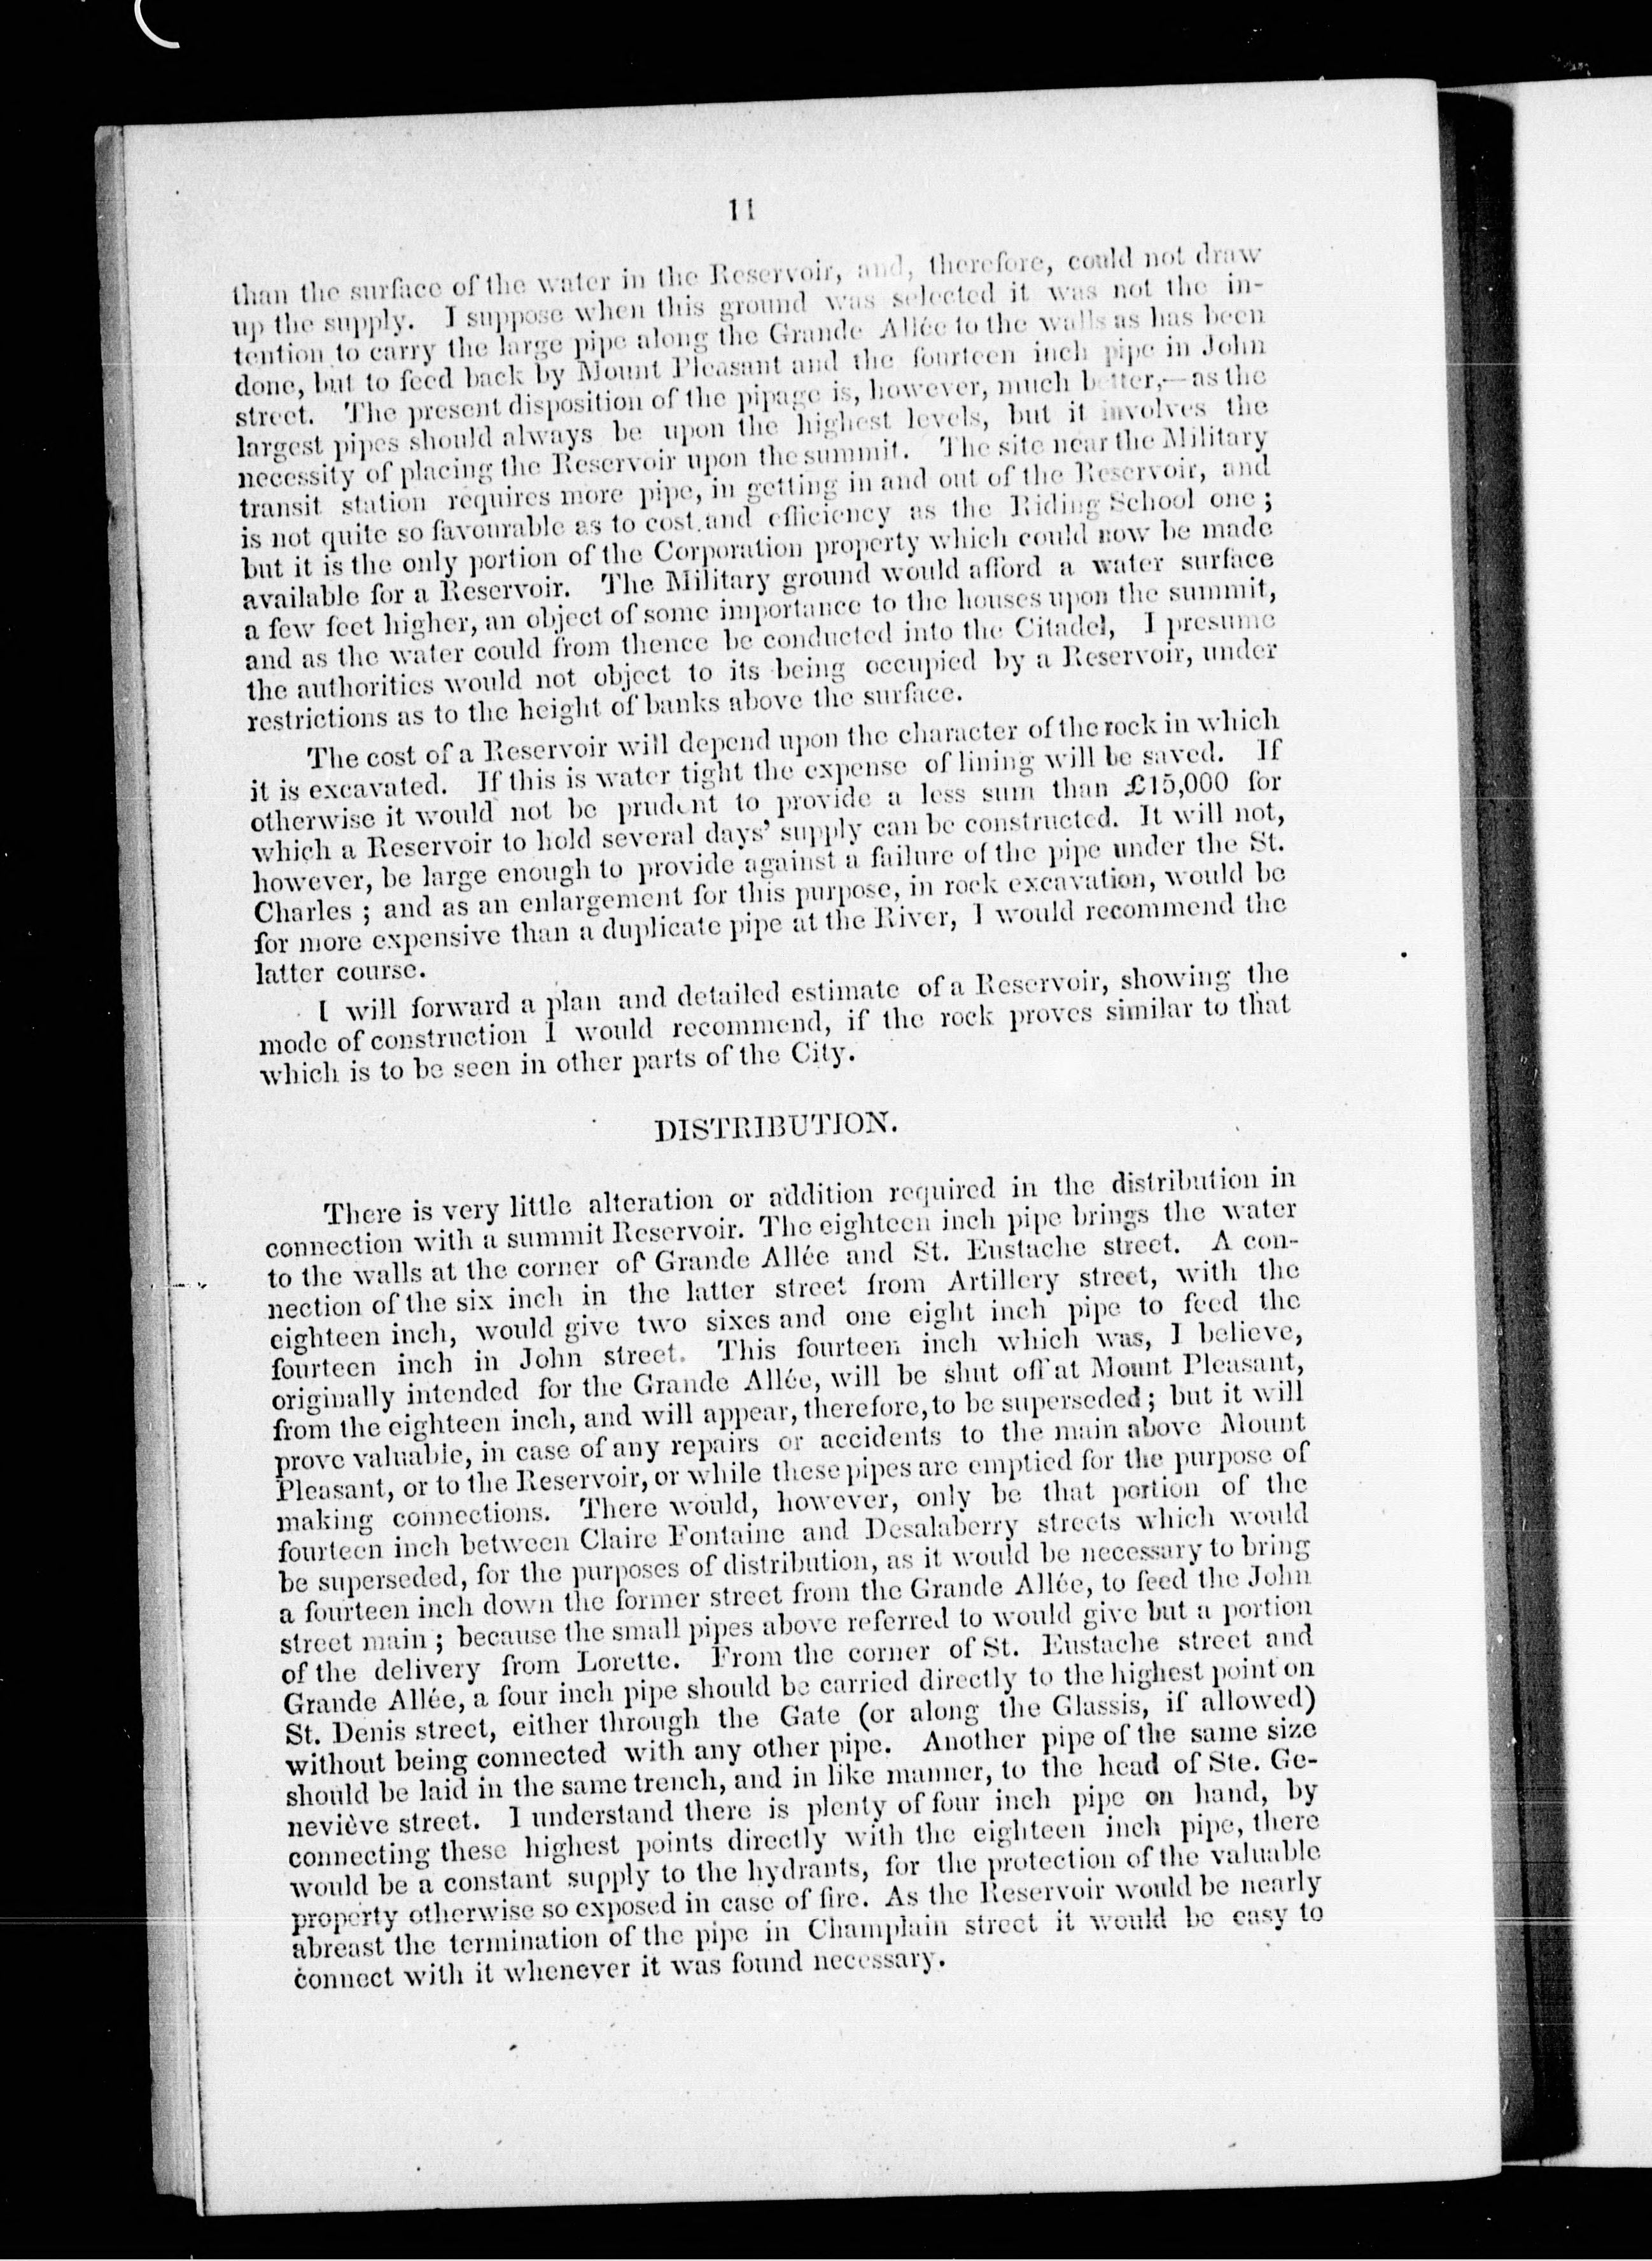 11
than the surface of the water in the Reservoir, and, therefore, could not draw
up the supply. I suppose when this ground was selected it was not the in-
tention to carry the large pipe along the Grande Allée to the walls as has been
done, but to feed back by Mount Pleasant and the fourteen inch pipe in John
street. The present disposition of the pipage is, however, much better,—as the
largest pipes should always be upon the highest levels, but it involves the
necessity of placing the Reservoir upon the summit. The site near the Military
transit station requires more pipe, in getting in and out of the Reservoir, and
is not quite so favourable as to cost and efficiency as the Riding School one;
but it is the only portion of the Corporation property which could now be made
available for a Reservoir. The Military ground would afford a water surface
a few feet higher, an object of some importance to the houses upon the summit,
and as the water could from thence be conducted into the Citadel, I presume
the authorities would not object to its being occupied by a Reservoir, under
restrictions as to the height of banks above the surface.
The cost of a Reservoir will depend upon the character of the rock in which
it is excavated. If this is water tight the expense of lining will be saved. If
otherwise it would not be prudent to provide a less sum than £15,000 for
which a Reservoir to hold several days' supply can be constructed. It will not,
however, be large enough to provide against a failure of the pipe under the St.
Charles ; and as an enlargement for this purpose, in rock excavation, would be
for more expensive than a duplicate pipe at the River, I would recommend the
latter course.
I will forward a plan and detailed estimate of a Reservoir, showing the
mode of construction I would recommend, if the rock proves similar to that
which is to be seen in other parts of the City.
DISTRIBUTION.
There is very little alteration or addition required in the distribution in
connection with a summit Reservoir. The eighteen inch pipe brings the water
to the walls at the corner of Grande Allée and St. Eustache street. A con-
nection of the six inch in the latter street from Artillery street, with the
eighteen inch, would give two sixes and one eight inch pipe to feed the
fourteen inch in John street. This fourteen inch which was, I believe,
originally intended for the Grande Allée, will be shut off at Mount Pleasant,
from the eighteen inch, and will appear, therefore, to be superseded; but it will
prove valuable, in case of any repairs or accidents to the main above Mount
Pleasant, or to the Reservoir, or while these pipes are emptied for the purpose of
making connections. There would, however, only be that portion of the
fourteen inch between Claire Fontaine and Desalaberry streets which would
be superseded, for the purposes of distribution, as it would be necessary to bring
a fourteen inch down the former street from the Grande Allée, to feed the John
street main ; because the small pipes above referred to would give but a portion
of the delivery from Lorette. From the corner of St. Eustache street and
Grande Allée, a four inch pipe should be carried directly to the highest point on
St. Denis street, either through the Gate (or along the Glassis, if allowed)
without being connected with any other pipe. Another pipe of the same size
should be laid in the same trench, and in like manner, to the head of Ste. Ge-
neviève street. I understand there is plenty of four inch pipe on hand, by
connecting these highest points directly with the eighteen inch pipe, there
would be a constant supply to the hydrants, for the protection of the valuable
property otherwise so exposed in case of fire. As the Reservoir would be nearly
abreast the termination of the pipe in Champlain street it would be easy to
connect with it whenever it was found necessary.